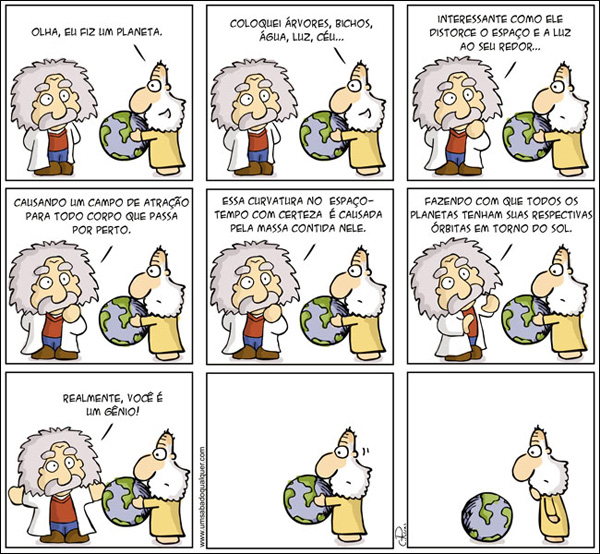 OLHA, EU FIZ UM PLANETA.
COLOQUEI ÁRVORES, BICHOS,
ÁGUA, LUZ, CÉU...
INTERESSANTE COMO ELE
DISTORCE O ESPAÇO E A LUZ
AO SEU REDOR...
CAUSANDO UM CAMPO DE ATRAÇÃO
PARA TODO CORPO QUE PASSA
POR PERTO.
ESSA CURVATURA NO ESPAÇO-
TEMPO COM CERTEZA É CAUSADA
PELA MASSA CONTIDA NELE.
FAZENDO COM QUE TODOS OS
PLANETAS TENHAM SUAS RESPECTIVAS
ÓRBITAS EM TORNO DO SOL.
REALMENTE, VOCÊ É
UM GÊNIO!
www.umsabadoqualquer.com